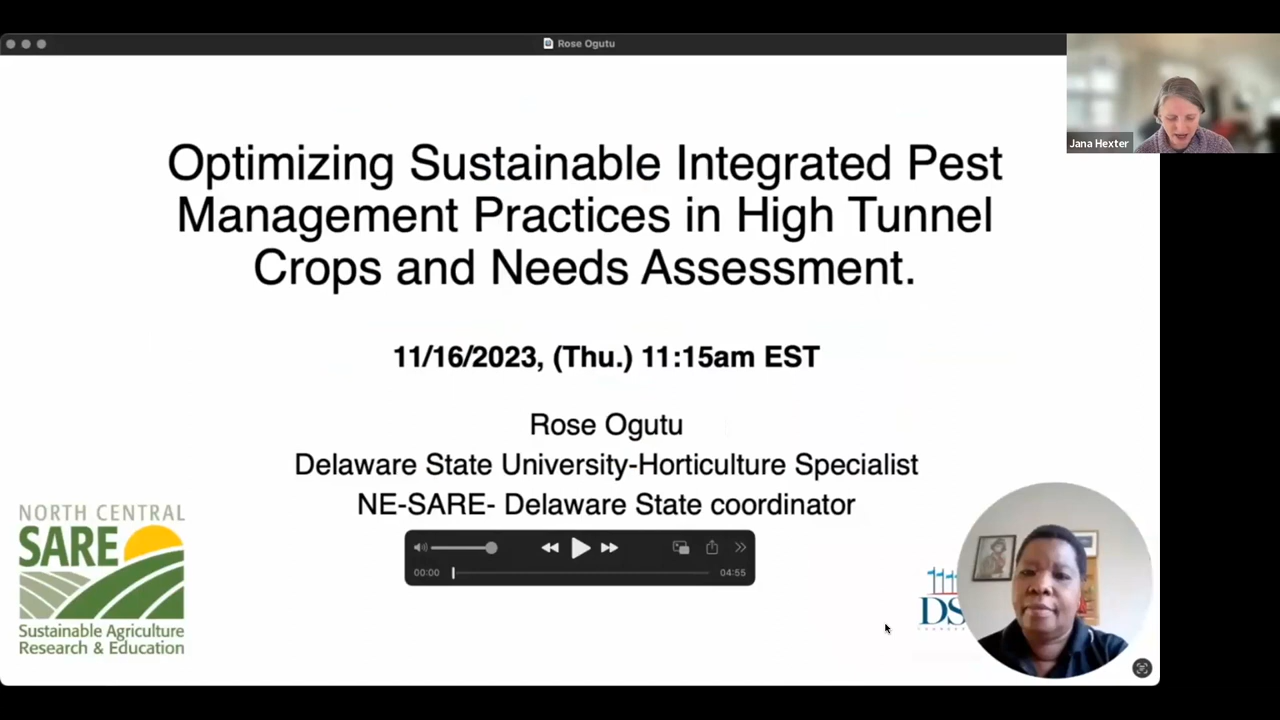 Rose Ogutu
Jana Hexter
Optimizing Sustainable Integrated Pest
Management Practices in High Tunnel
Crops and Needs Assessment.
11/16/2023, (Thu.) 11:15am EST
Rose Ogutu
Delaware State University-Horticulture Specialist
NE-SARE- Delaware State coordinator
NORTH CENTRAL
SARE
Sustainable Agriculture
Research & Education
00:00
04:55
DS